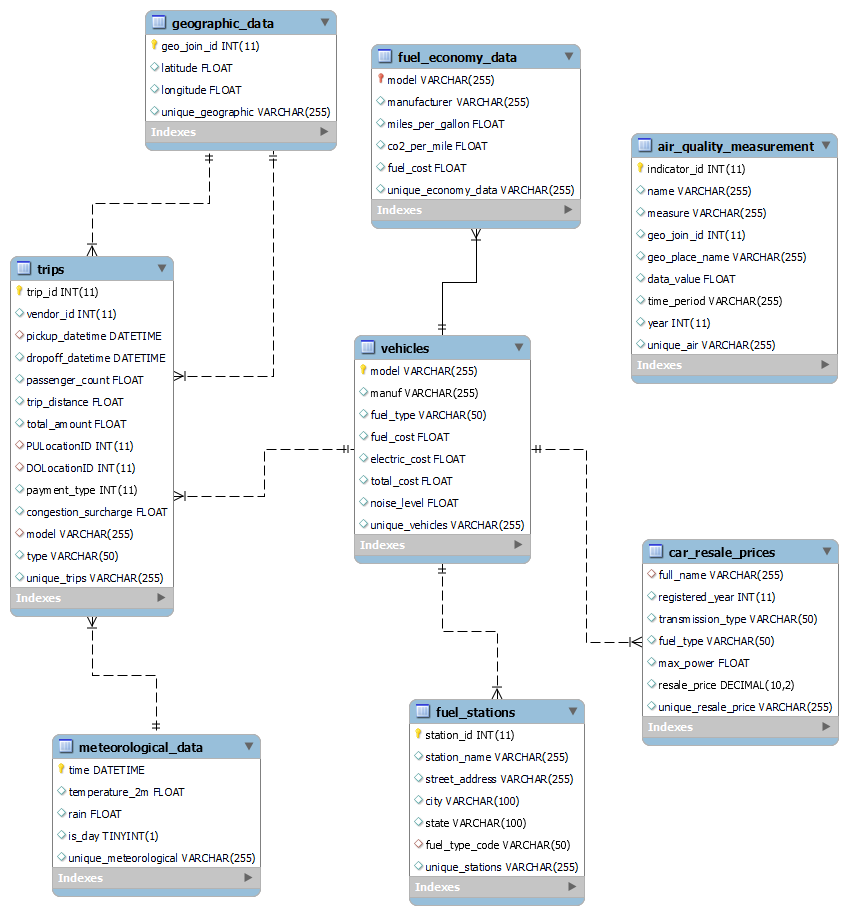 geographic_data
geo_join_id INT(11)
latitude FLOAT
longitude FLOAT
unique_geographic VARCHAR(255)
Indexes
fuel_economy_data
model VARCHAR(255)
manufacturer VARCHAR(255)
miles_per_gallon FLOAT
co2_per_mile FLOAT
fuel_cost FLOAT
unique_economy_data VARCHAR(255)
Indexes
air_quality_measurement
indicator_id INT(11)
name VARCHAR(255)
measure VARCHAR(255)
geo_join_id INT(11)
geo_place_name VARCHAR(255)
data_value FLOAT
time_period VARCHAR(255)
year INT(11)
unique_air VARCHAR(255)
Indexes
trips
trip_id INT(11)
vendor_id INT(11)
pickup_datetime DATETIME
dropoff_datetime DATETIME
passenger_count FLOAT
trip_distance FLOAT
total_amount FLOAT
PULocationID INT(11)
DOLocationID INT(11)
payment_type INT(11)
congestion_surcharge FLOAT
model VARCHAR(255)
type VARCHAR(50)
unique_trips VARCHAR(255)
Indexes
vehicles
model VARCHAR(255)
manuf VARCHAR(255)
fuel_type VARCHAR(50)
fuel_cost FLOAT
electric_cost FLOAT
total_cost FLOAT
noise_level FLOAT
unique_vehicles VARCHAR(255)
Indexes
car_resale_prices
full_name VARCHAR(255)
registered_year INT(11)
transmission_type VARCHAR(50)
fuel_type VARCHAR(50)
max_power FLOAT
resale_price DECIMAL(10,2)
unique_resale_price VARCHAR(255)
Indexes
meteorological_data
time DATETIME
temperature_2m FLOAT
rain FLOAT
is_day TINYINT(1)
unique_meteorological VARCHAR(255)
Indexes
fuel_stations
station_id INT(11)
station_name VARCHAR(255)
street_address VARCHAR(255)
city VARCHAR(100)
state VARCHAR(100)
fuel_type_code VARCHAR(50)
unique_stations VARCHAR(255)
Indexes